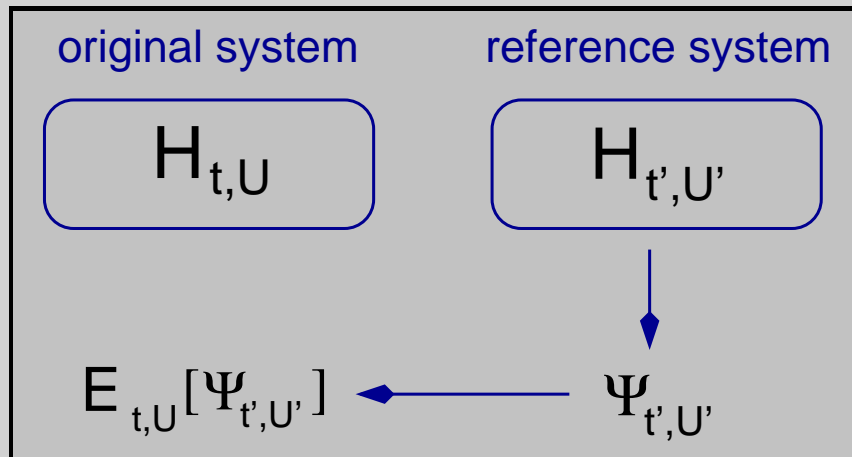 original system reference system
H_{t,U} H_{t',U'}
E_{t,U}[Ψ_{t',U'}] Ψ_{t',U'}